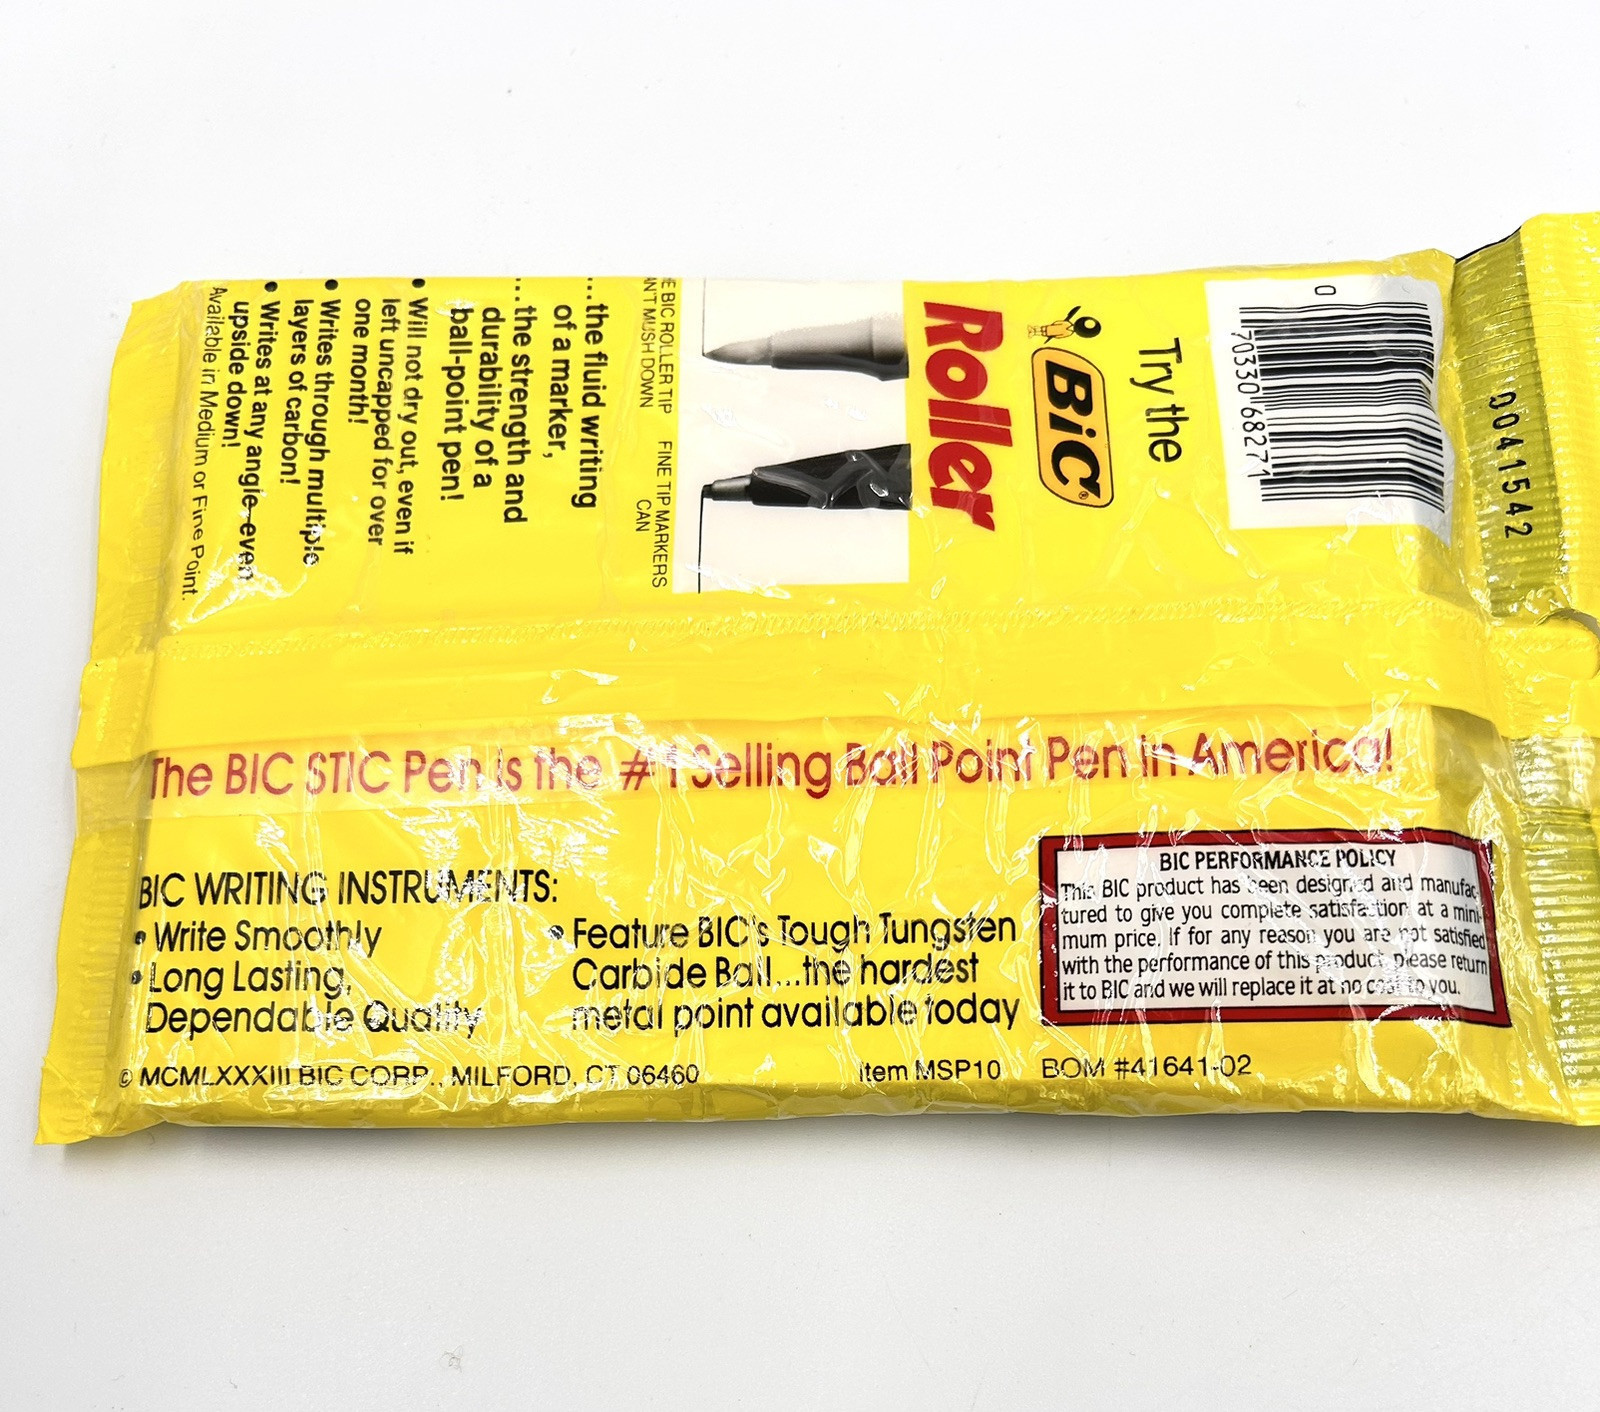 0
70330 68271
0041542
Try the
BiC®
Roller
BIC ROLLER TIP
MUSH DOWN
FINE TIP MARKERS
CAN
...the fluid writing
of a marker,
...the strength and
durability of a
ball-point pen!
• Will not dry out, even if
left uncapped for over
one month!
• Writes through multiple
layers of carbon!
• Writes at any angle–even
upside down!
Available in Medium or Fine Point.
The BIC STIC Pen is the #1 Selling Ball Point Pen in America!
BIC WRITING INSTRUMENTS:
• Write Smoothly
• Long Lasting,
Dependable Quality
• Feature BIC's Tough Tungsten
Carbide Ball...the hardest
metal point available today
BIC PERFORMANCE POLICY
This BIC product has been designed and manufac-
tured to give you complete satisfaction at a mini-
mum price. If for any reason you are not satisfied
with the performance of this product please return
it to BIC and we will replace it at no cost to you.
© MCMLXXXIII BIC CORP., MILFORD, CT 06460
Item MSP10
BOM #41641-02